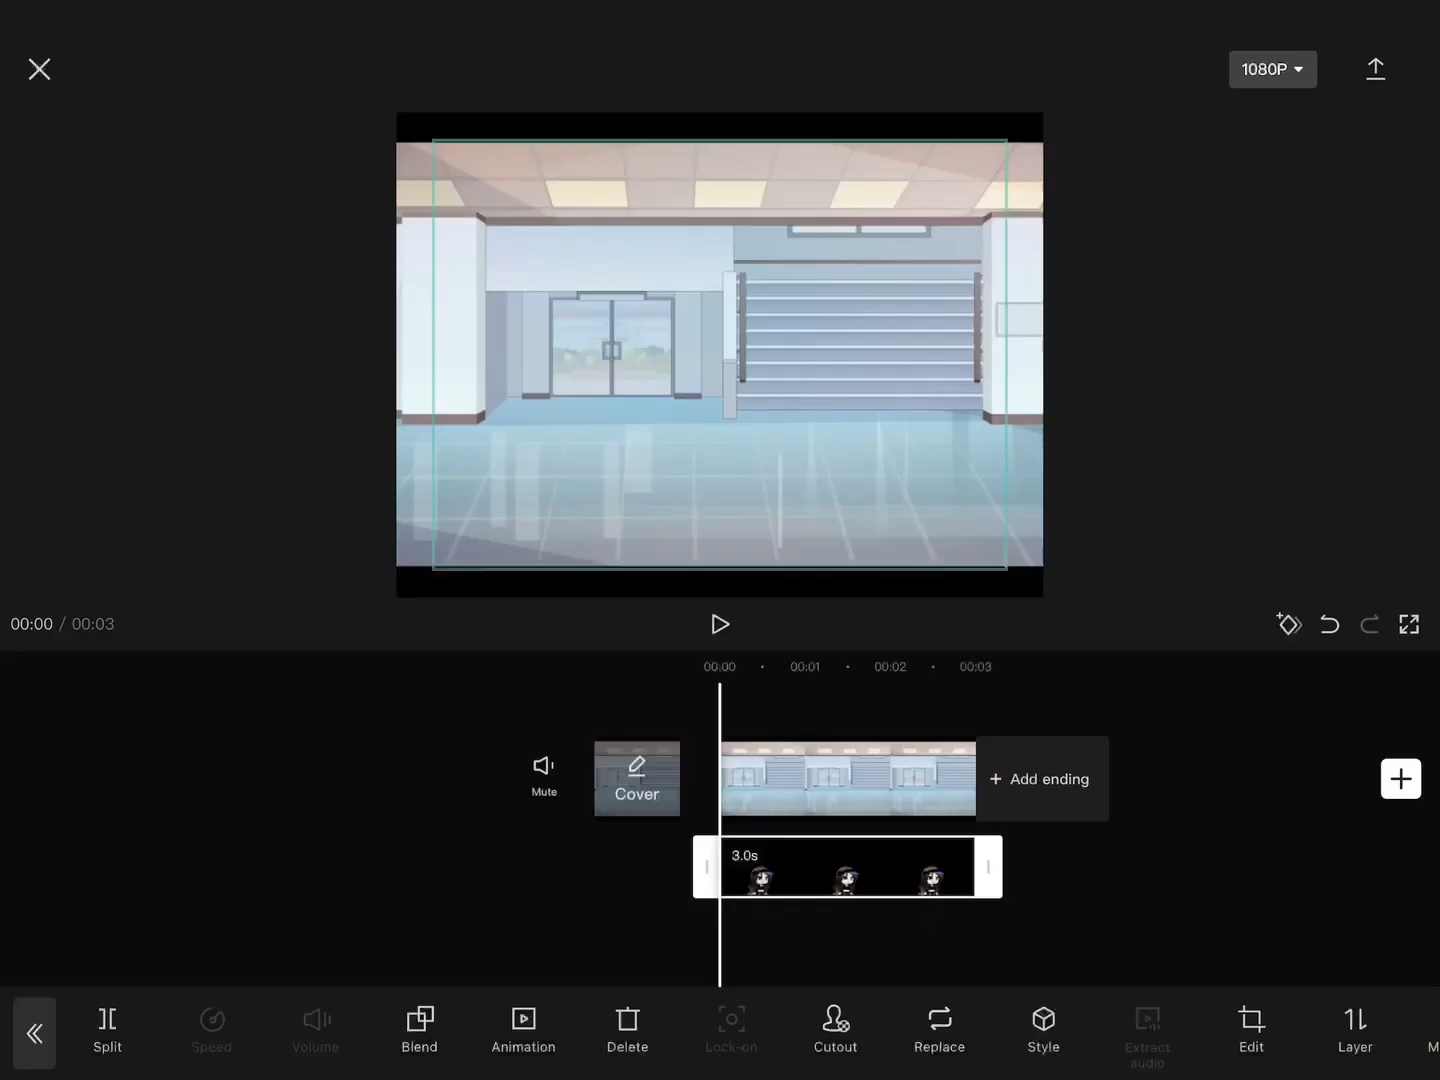 1080P
00:00 / 00:03
00:00 00:01 00:02 00:03
Mute
Cover
+ Add ending
3.0s
Split
Speed
Volume
Blend
Animation
Delete
Lock-on
Cutout
Replace
Style
Extract
audio
Edit
Layer
M